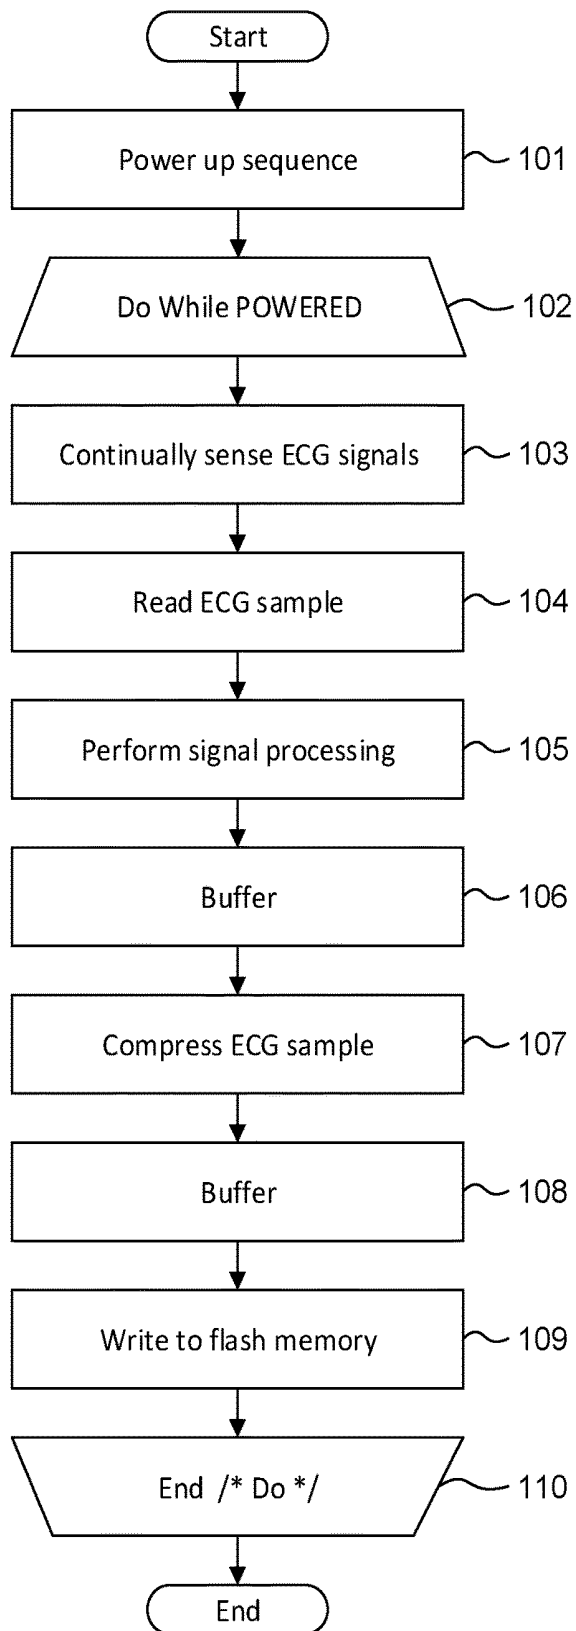 Start
Power up sequence 101
Do While POWERED 102
Continually sense ECG signals 103
Read ECG sample 104
Perform signal processing 105
Buffer 106
Compress ECG sample 107
Buffer 108
Write to flash memory 109
End /* Do */ 110
End